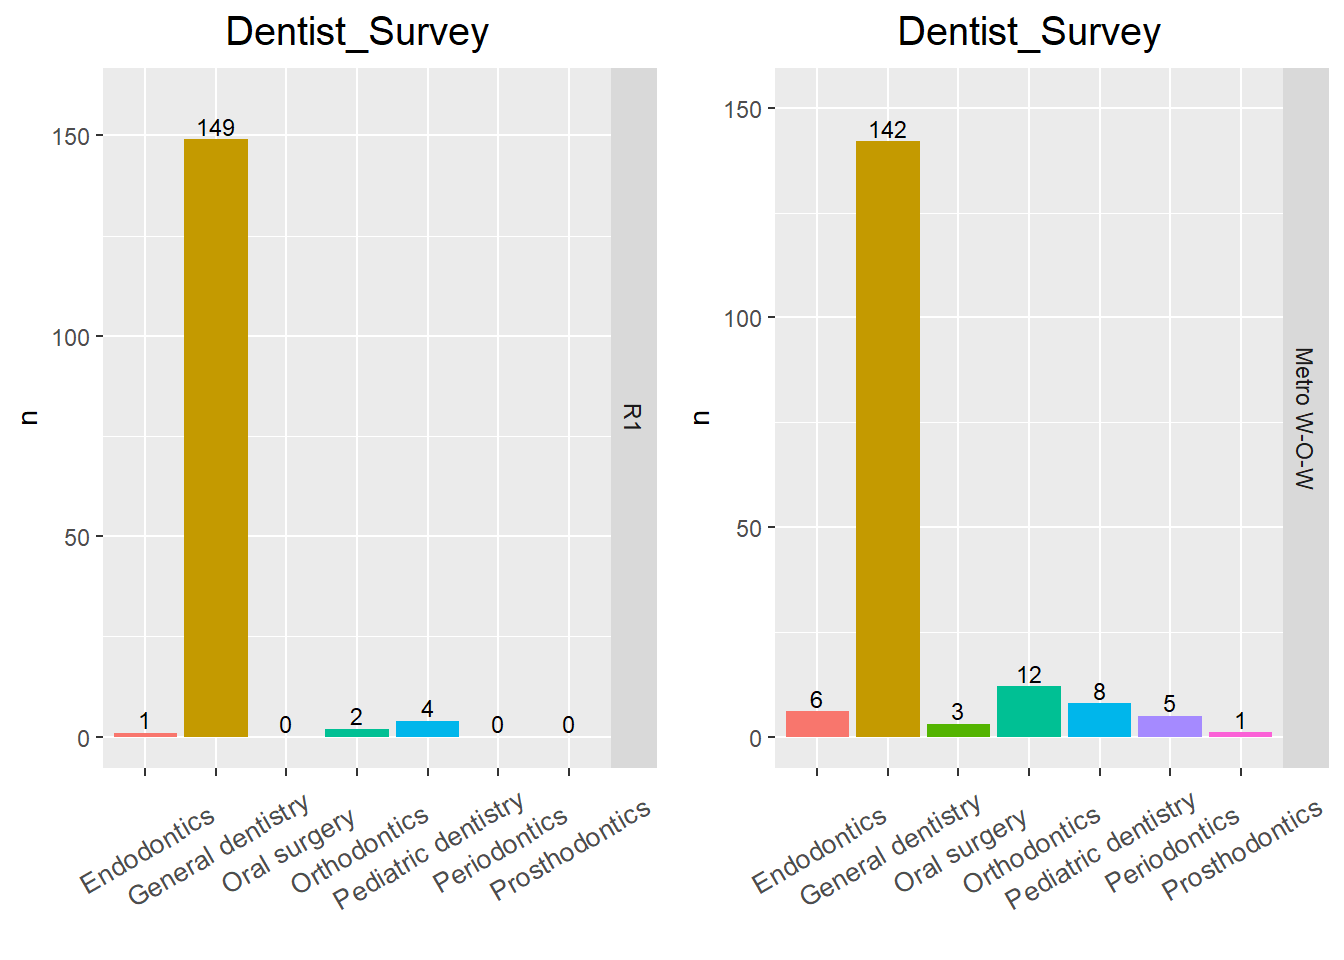 Dentist_Survey
n
150
100
50
0
1
149
0
2
4
0
0
R1
Endodontics
General dentistry
Oral surgery
Orthodontics
Pediatric dentistry
Periodontics
Prosthodontics
Dentist_Survey
n
150
100
50
0
6
142
3
12
8
5
1
Metro W-O-W
Endodontics
General dentistry
Oral surgery
Orthodontics
Pediatric dentistry
Periodontics
Prosthodontics